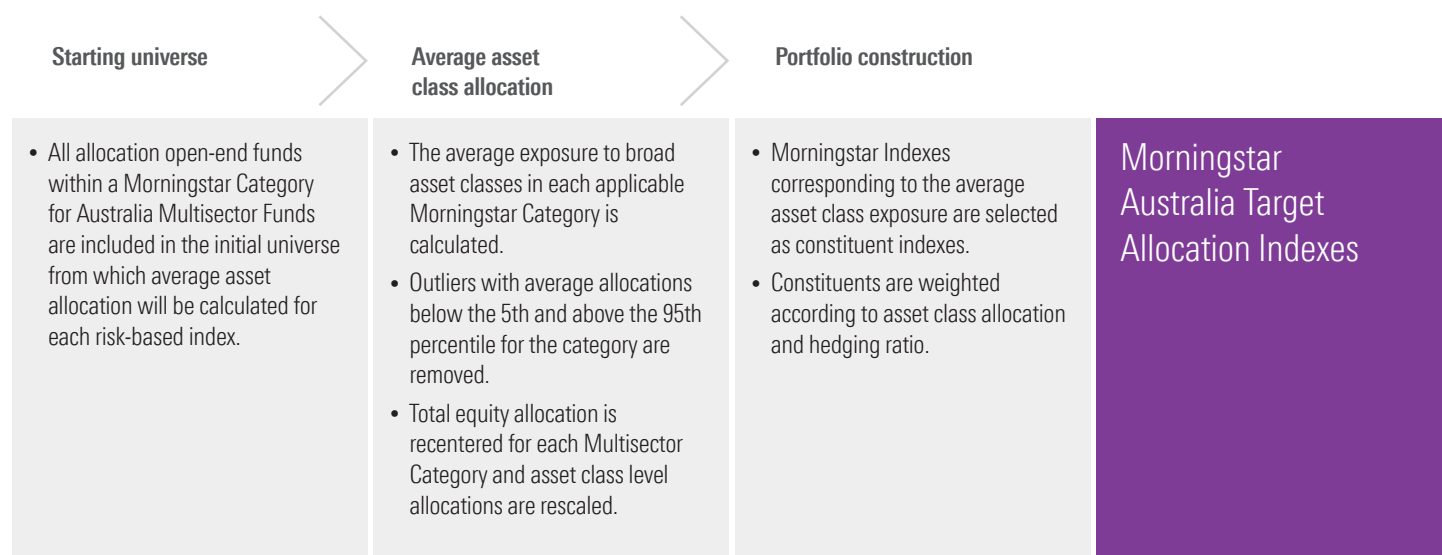 Starting universe
Average asset
class allocation
Portfolio construction
• All allocation open-end funds
within a Morningstar Category
for Australia Multisector Funds
are included in the initial universe
from which average asset
allocation will be calculated for
each risk-based index.
• The average exposure to broad
asset classes in each applicable
Morningstar Category is
calculated.
• Outliers with average allocations
below the 5th and above the 95th
percentile for the category are
removed.
• Total equity allocation is
recentered for each Multisector
Category and asset class level
allocations are rescaled.
• Morningstar Indexes
corresponding to the average
asset class exposure are selected
as constituent indexes.
• Constituents are weighted
according to asset class allocation
and hedging ratio.
Morningstar
Australia Target
Allocation Indexes